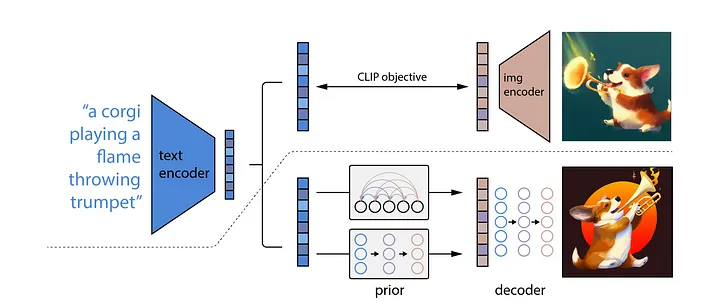 “a corgi
playing a
flame
throwing
trumpet”
text
encoder
CLIP objective
img
encoder
prior
decoder